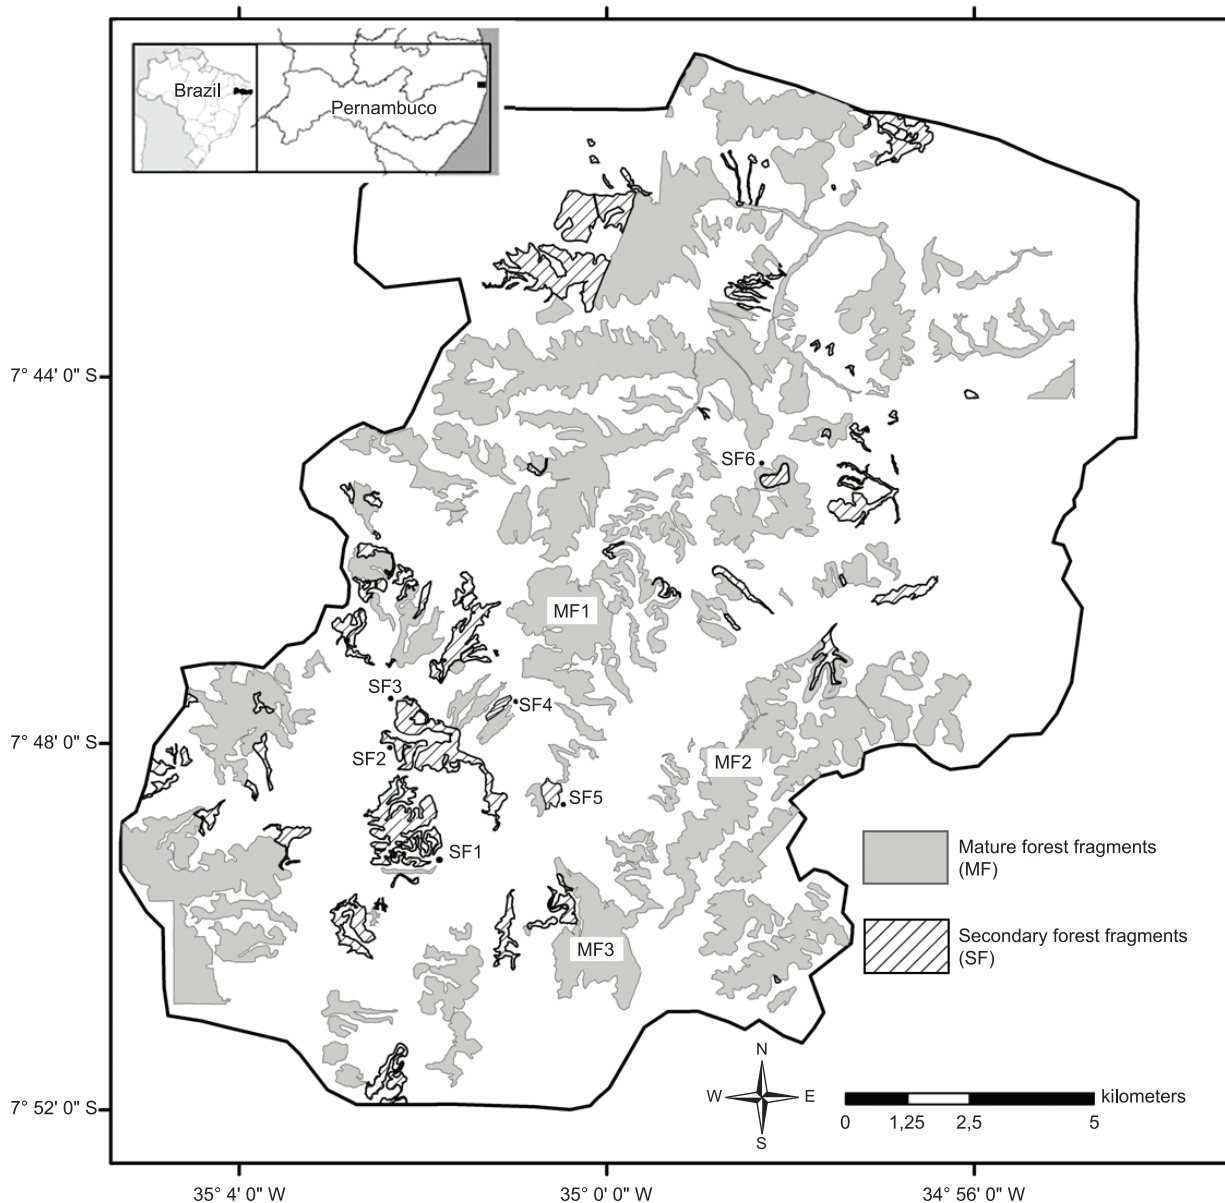 Brazil
Pernambuco
7° 44' 0" S
SF6
MF1
SF3
SF4
7° 48' 0" S
SF2
MF2
SF5
Mature forest fragments
(MF)
SF1
Secondary forest fragments
(SF)
MF3
N
W
E
S
kilometers
0
1,25
2,5
5
7° 52' 0" S
35° 4' 0" W
35° 0' 0" W
34° 56' 0" W